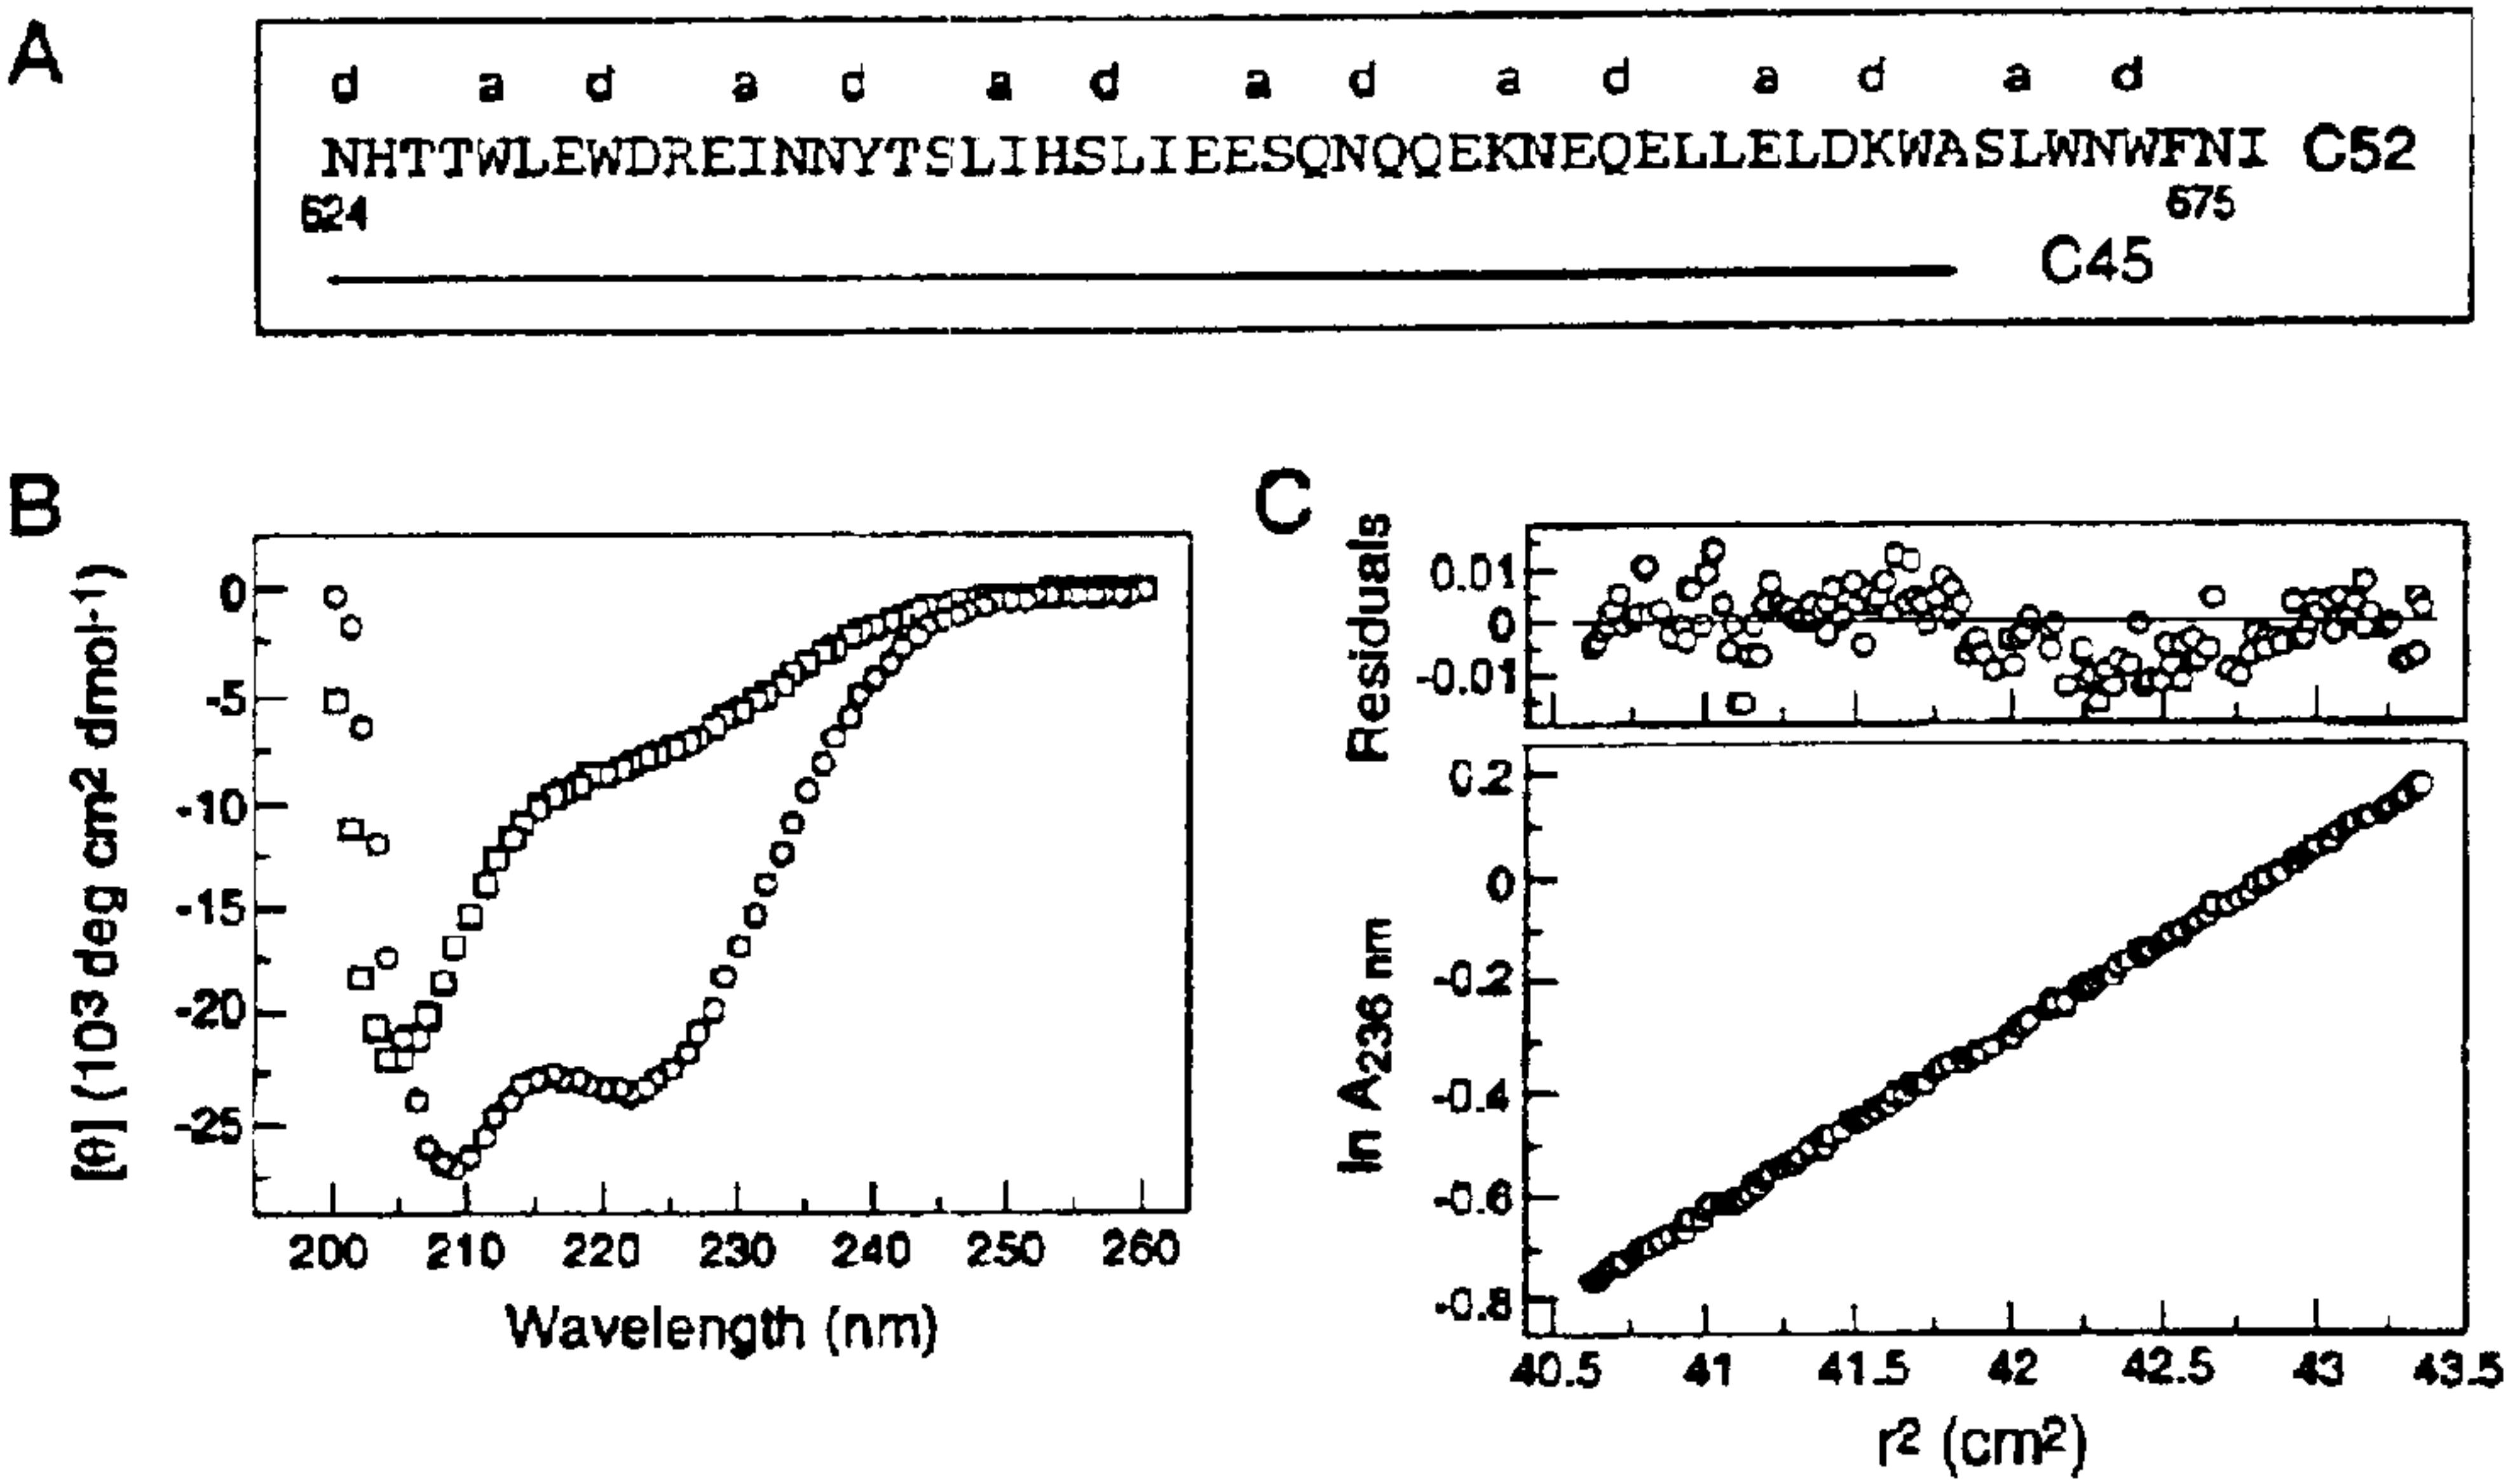 A
d a d a d a d a d a d a d a d
NHTTWLEWDREINNYTSLIHSLIEESQNQQEKNEQELLELDKWASLWNWFNI C52
624 675
C45
B
[θ] (10³ deg cm² dmol-1)
0
-5
-10
-15
-20
-25
200 210 220 230 240 250 260
Wavelength (nm)
C
Residuals
0.01
0
-0.01
ln A236 nm
0.2
0
-0.2
-0.4
-0.6
-0.8
40.5 41 41.5 42 42.5 43 43.5
r² (cm²)